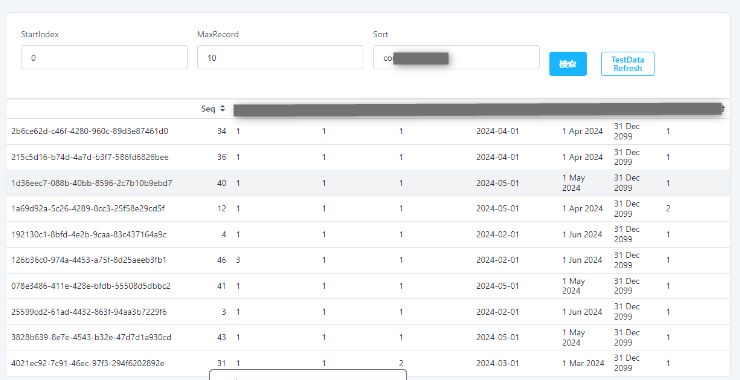 StartIndex MaxRecord Sort
0 10 co
検索 TestData Refresh
Seq
2b6ce62d-c46f-4280-960c-89d3e87461d0 34 1 1 1 2024-04-01 1 Apr 2024 31 Dec 2099 1
215c5d16-b74d-4a7d-b3f7-586fd6826bee 36 1 1 1 2024-04-01 1 Apr 2024 31 Dec 2099 1
1d36eec7-088b-40bb-8596-2c7b10b9ebd7 40 1 1 1 2024-05-01 1 May 2024 31 Dec 2099 1
1a69d92a-5c26-4289-8cc3-25f58e29cd5f 12 1 1 1 2024-05-01 1 Apr 2024 31 Dec 2099 2
192130c1-8bfd-4e2b-9caa-83c437164a9c 4 1 1 1 2024-02-01 1 Jun 2024 31 Dec 2099 1
126b36c0-974a-4453-a75f-8d25aeeb3fb1 46 3 1 1 2024-02-01 1 Jun 2024 31 Dec 2099 1
078e3486-411e-428e-bfdb-55508d5dbbc2 41 1 1 1 2024-05-01 1 May 2024 31 Dec 2099 1
25599cd2-61ad-4432-863f-94aa3b7229f6 3 1 1 1 2024-02-01 1 Jun 2024 31 Dec 2099 1
3828b639-8e7e-4543-b32e-47d7d1a930cd 43 1 1 1 2024-05-01 1 May 2024 31 Dec 2099 1
4021ec92-7c91-46ec-97f3-294f6202892e 31 1 1 2 2024-03-01 1 Mar 2024 31 Dec 2099 1